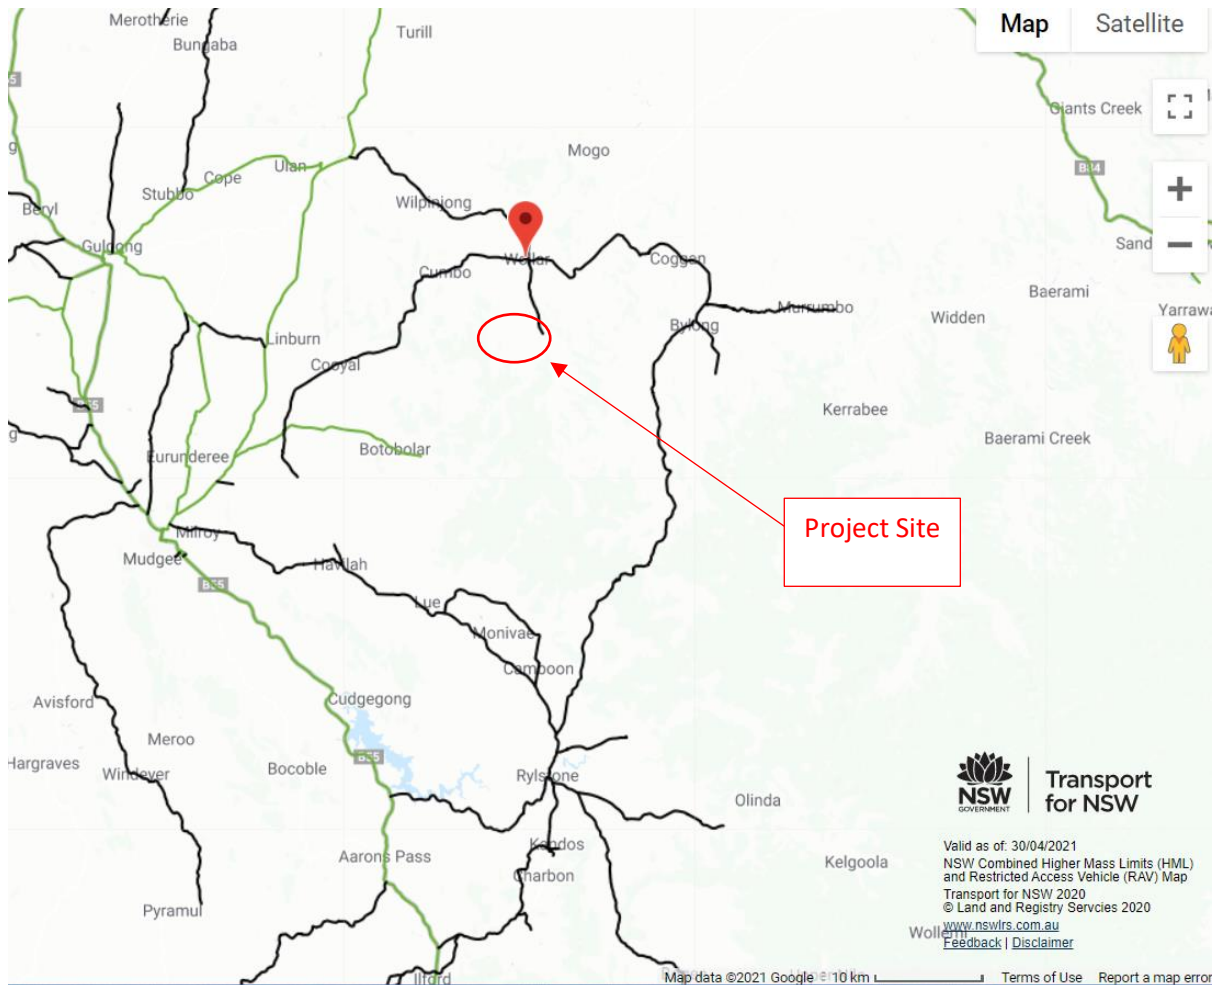 Merotherie
Bungaba
Turill
Map
Satellite
5
Giants Creek
g
Mogo
Ulan
B84
Cope
Stubbo
Wilpinjong
Beryl
Gulgong
Wollar
Sand
Cumbo
Coggan
Baerami
Murrumbo
Widden
Yarrawa
Bylong
Linburn
Cooyal
B55
Kerrabee
g
Baerami Creek
Botobolar
Eurunderee
Project Site
Milroy
Mudgee
Havilah
B55
Lue
Monivae
Camboon
Avisford
Cudgegong
Meroo
Hargraves
Windeyer
Bocoble
B55
Rylstone
NSW
GOVERNMENT
Transport
for NSW
Olinda
Kandos
Aarons Pass
Charbon
Kelgoola
Valid as of: 30/04/2021
NSW Combined Higher Mass Limits (HML)
and Restricted Access Vehicle (RAV) Map
Transport for NSW 2020
© Land and Registry Servcies 2020
www.nswlrs.com.au
Feedback | Disclaimer
Pyramul
Wollemi
Ilford
Map data ©2021 Google
10 km
Terms of Use
Report a map error